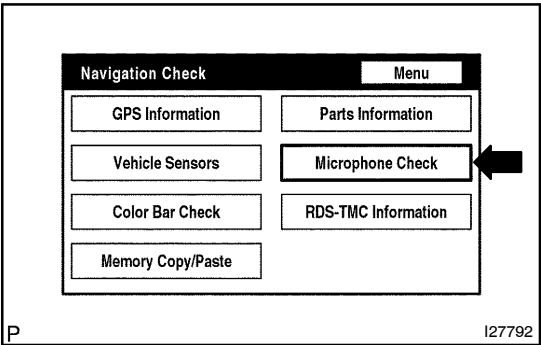 Navigation Check Menu
GPS Information Parts Information
Vehicle Sensors Microphone Check
Color Bar Check RDS-TMC Information
Memory Copy/Paste
P I27792